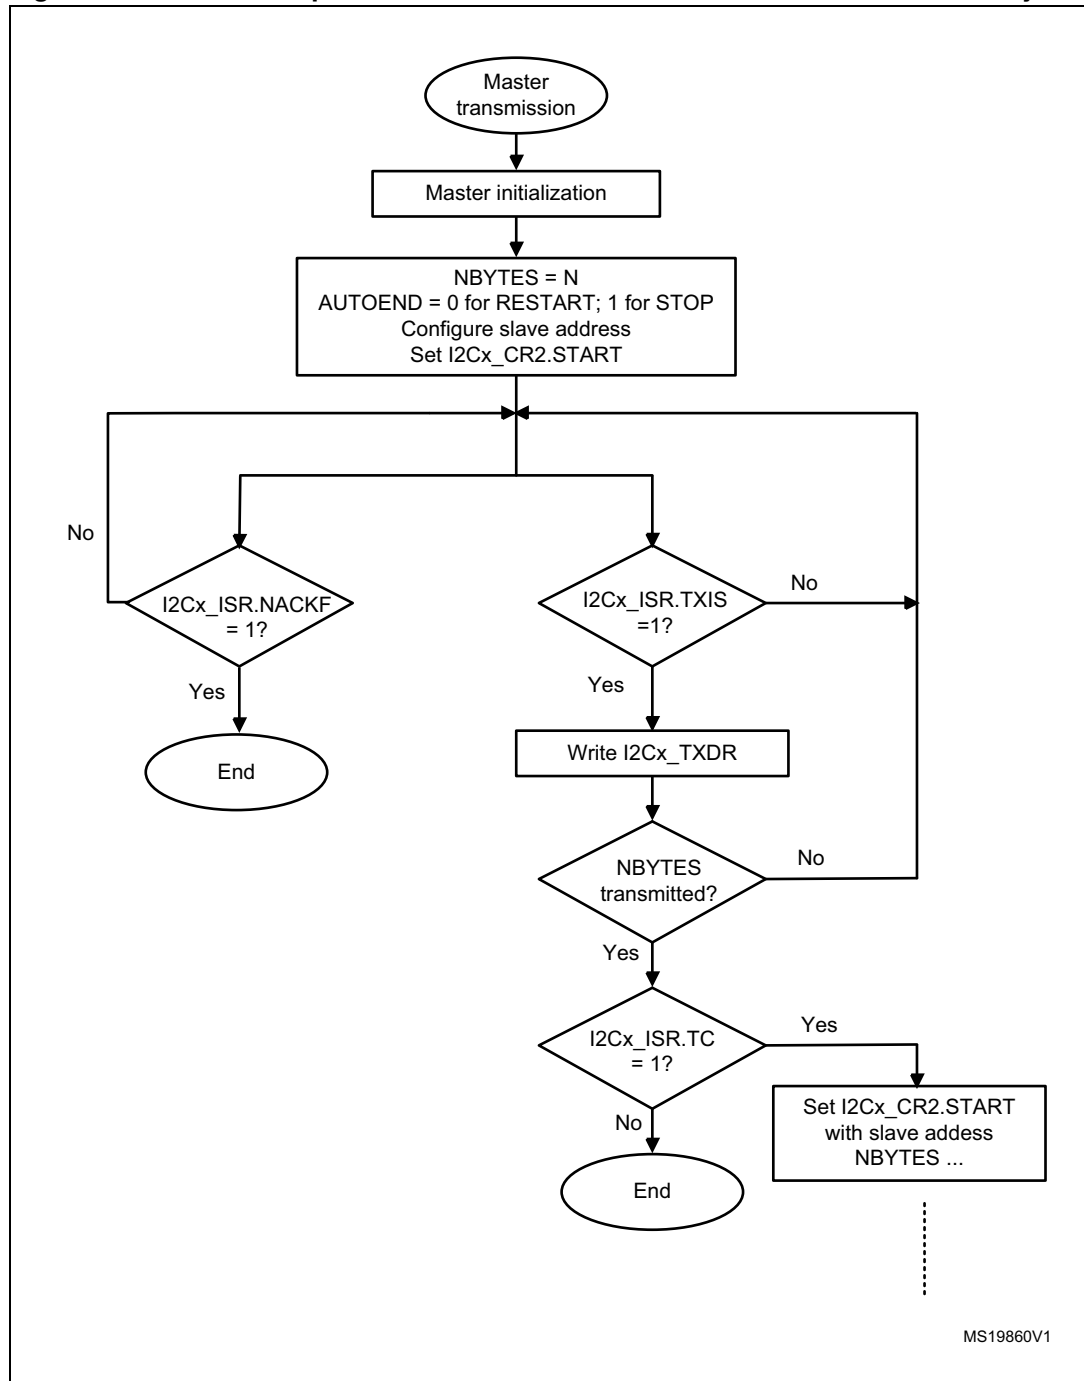 Master
transmission
Master initialization
NBYTES = N
AUTOEND = 0 for RESTART; 1 for STOP
Configure slave address
Set I2Cx_CR2.START
No
I2Cx_ISR.NACKF
= 1?
Yes
End
I2Cx_ISR.TXIS
=1?
No
Yes
Write I2Cx_TXDR
NBYTES
transmitted?
No
Yes
I2Cx_ISR.TC
= 1?
Yes
No
Set I2Cx_CR2.START
with slave addess
NBYTES ...
End
MS19860V1